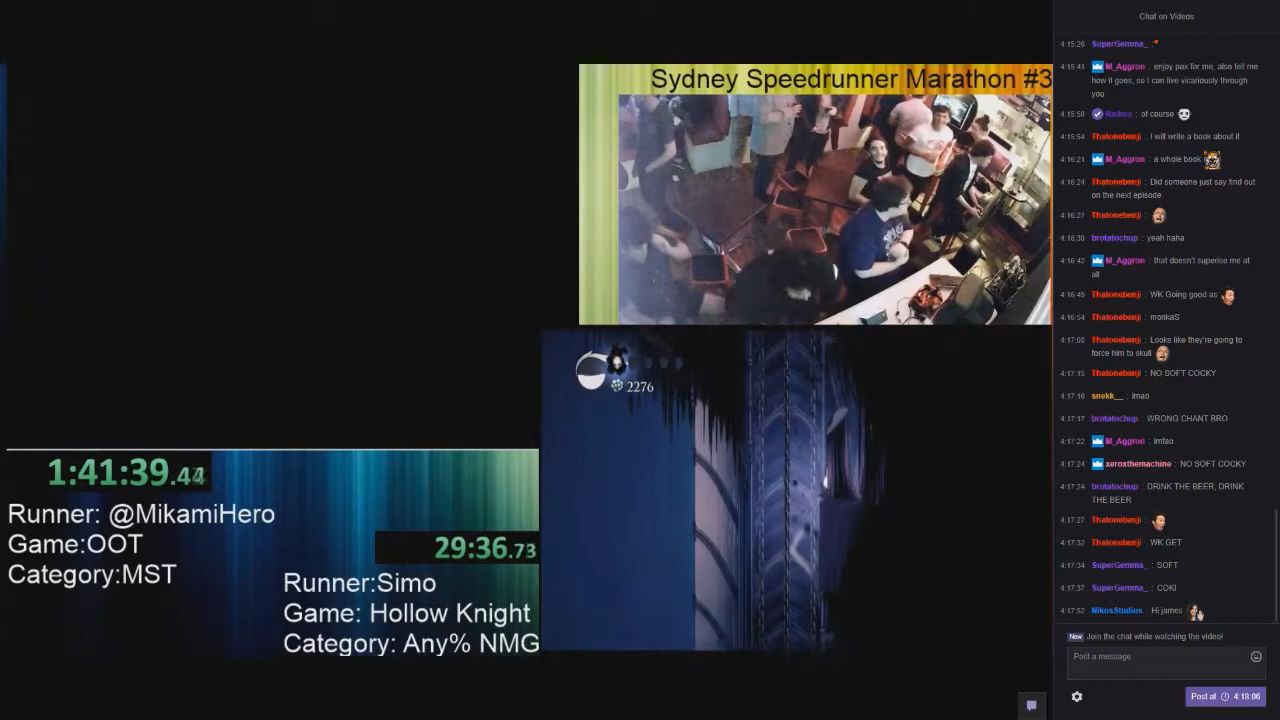 Sydney Speedrunner Marathon #3
2276
1:41:39.44
Runner: @MikamiHero
Game:OOT
Category:MST
29:36.73
Runner:Simo
Game: Hollow Knight
Category: Any% NMG
Chat on Videos
4:15:26 SuperGemma_ :
4:15:41 M_Aggron : enjoy pax for me, also tell me
how it goes, so I can live vicariously through
you
4:15:50 : of course
4:15:54 Thatonebenji : I will write a book about it
4:16:21 M_Aggron : a whole book
4:16:24 Thatonebenji : Did someone just say find out
on the next episode
4:16:27 Thatonebenji :
4:16:30 brotatochup : yeah haha
4:16:42 M_Aggron : that doesn't superise me at
all
4:16:49 Thatonebenji : WK Going good as
4:16:54 Thatonebenji : monkaS
4:17:08 Thatonebenji : Looks like they're going to
force him to skull
4:17:15 Thatonebenji : NO SOFT COCKY
4:17:16 snekk__ : lmao
4:17:17 brotatochup : WRONG CHANT BRO
4:17:22 M_Aggron : lmfao
4:17:24 xeroxthemachine : NO SOFT COCKY
4:17:24 brotatochup : DRINK THE BEER, DRINK
THE BEER
4:17:27 Thatonebenji :
4:17:32 Thatonebenji : WK GET
4:17:34 SuperGemma_ : SOFT
4:17:37 SuperGemma_ : COKI
4:17:52 NikosStudios : Hi james
New Join the chat while watching the video!
Post a message
Post at 4:18:06